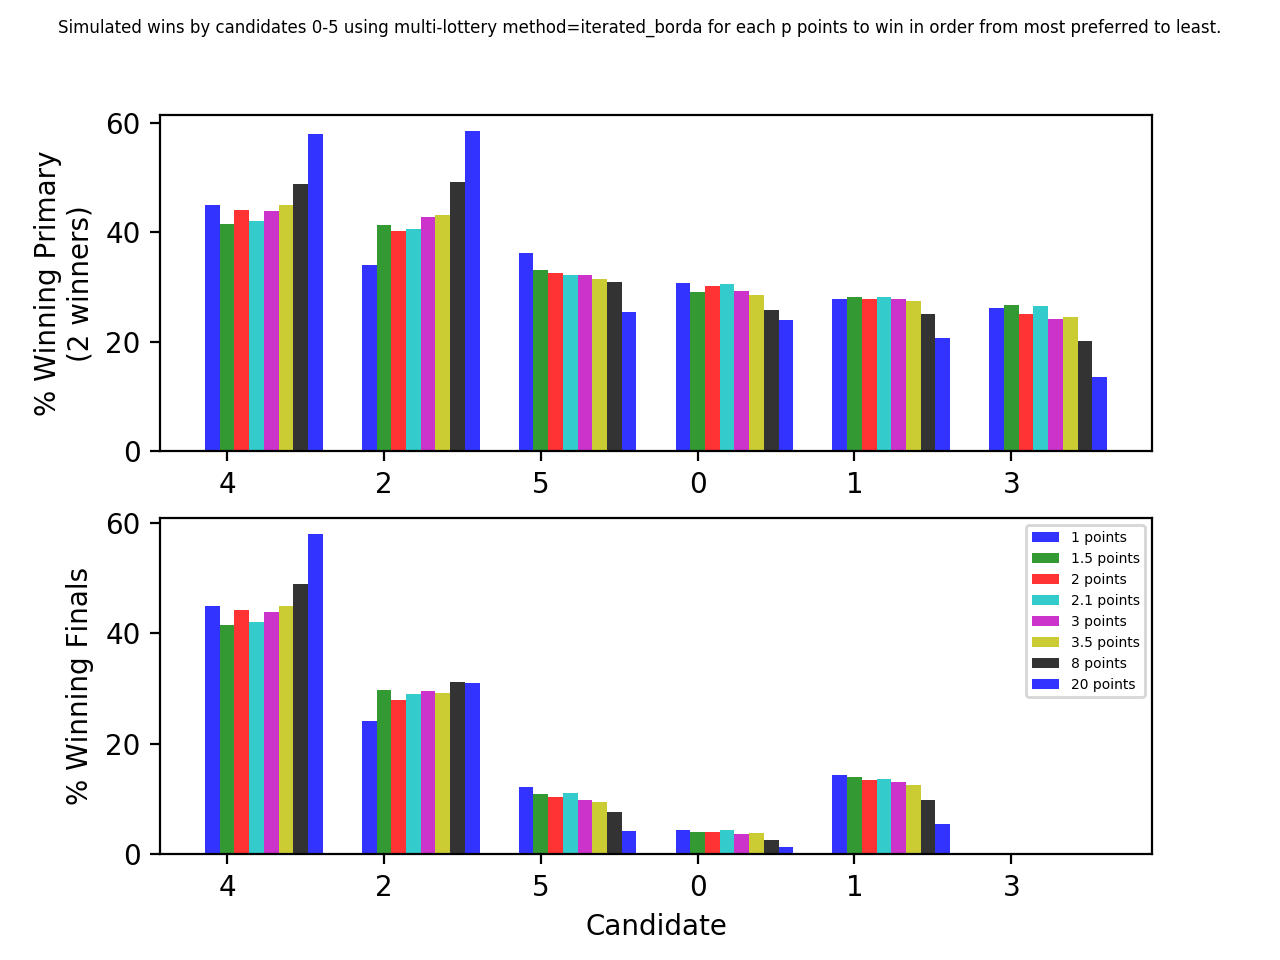 Simulated wins by candidates 0-5 using multi-lottery method=iterated_borda for each p points to win in order from most preferred to least.
% Winning Primary
(2 winners)
60
40
20
0
4 2 5 0 1 3
% Winning Finals
60
40
20
0
1 points
1.5 points
2 points
2.1 points
3 points
3.5 points
8 points
20 points
4 2 5 0 1 3
Candidate